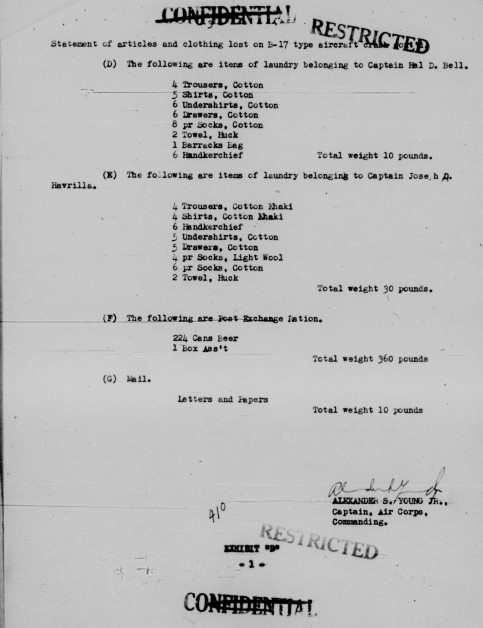 CONFIDENTIAL
RESTRICTED
Statement of articles and clothing lost on B-17 type aircraft crash
(D) The following are items of laundry belonging to Captain Hal D. Bell.
4 Trousers, Cotton
5 Shirts, Cotton
6 Undershirts, Cotton
6 Drawers, Cotton
8 pr Socks, Cotton
2 Towel, Huck
1 Barracks Bag
6 Handkerchief Total weight 10 pounds.
(E) The following are items of laundry belonging to Captain Joseph D.
Havrilla.
4 Trousers, Cotton Khaki
4 Shirts, Cotton Khaki
6 Handkerchief
5 Undershirts, Cotton
5 Drawers, Cotton
4 pr Socks, Light Wool
6 pr Socks, Cotton
2 Towel, Huck
Total weight 30 pounds.
(F) The following are Post Exchange Ration.
224 Cans Beer
1 Box Ass't
Total weight 360 pounds
(G) Mail.
Letters and Papers
Total weight 10 pounds
ALEXANDER S. YOUNG JR.,
Captain, Air Corps,
Commanding.
410
RESTRICTED
EXHIBIT "B"
- 1 -
CONFIDENTIAL